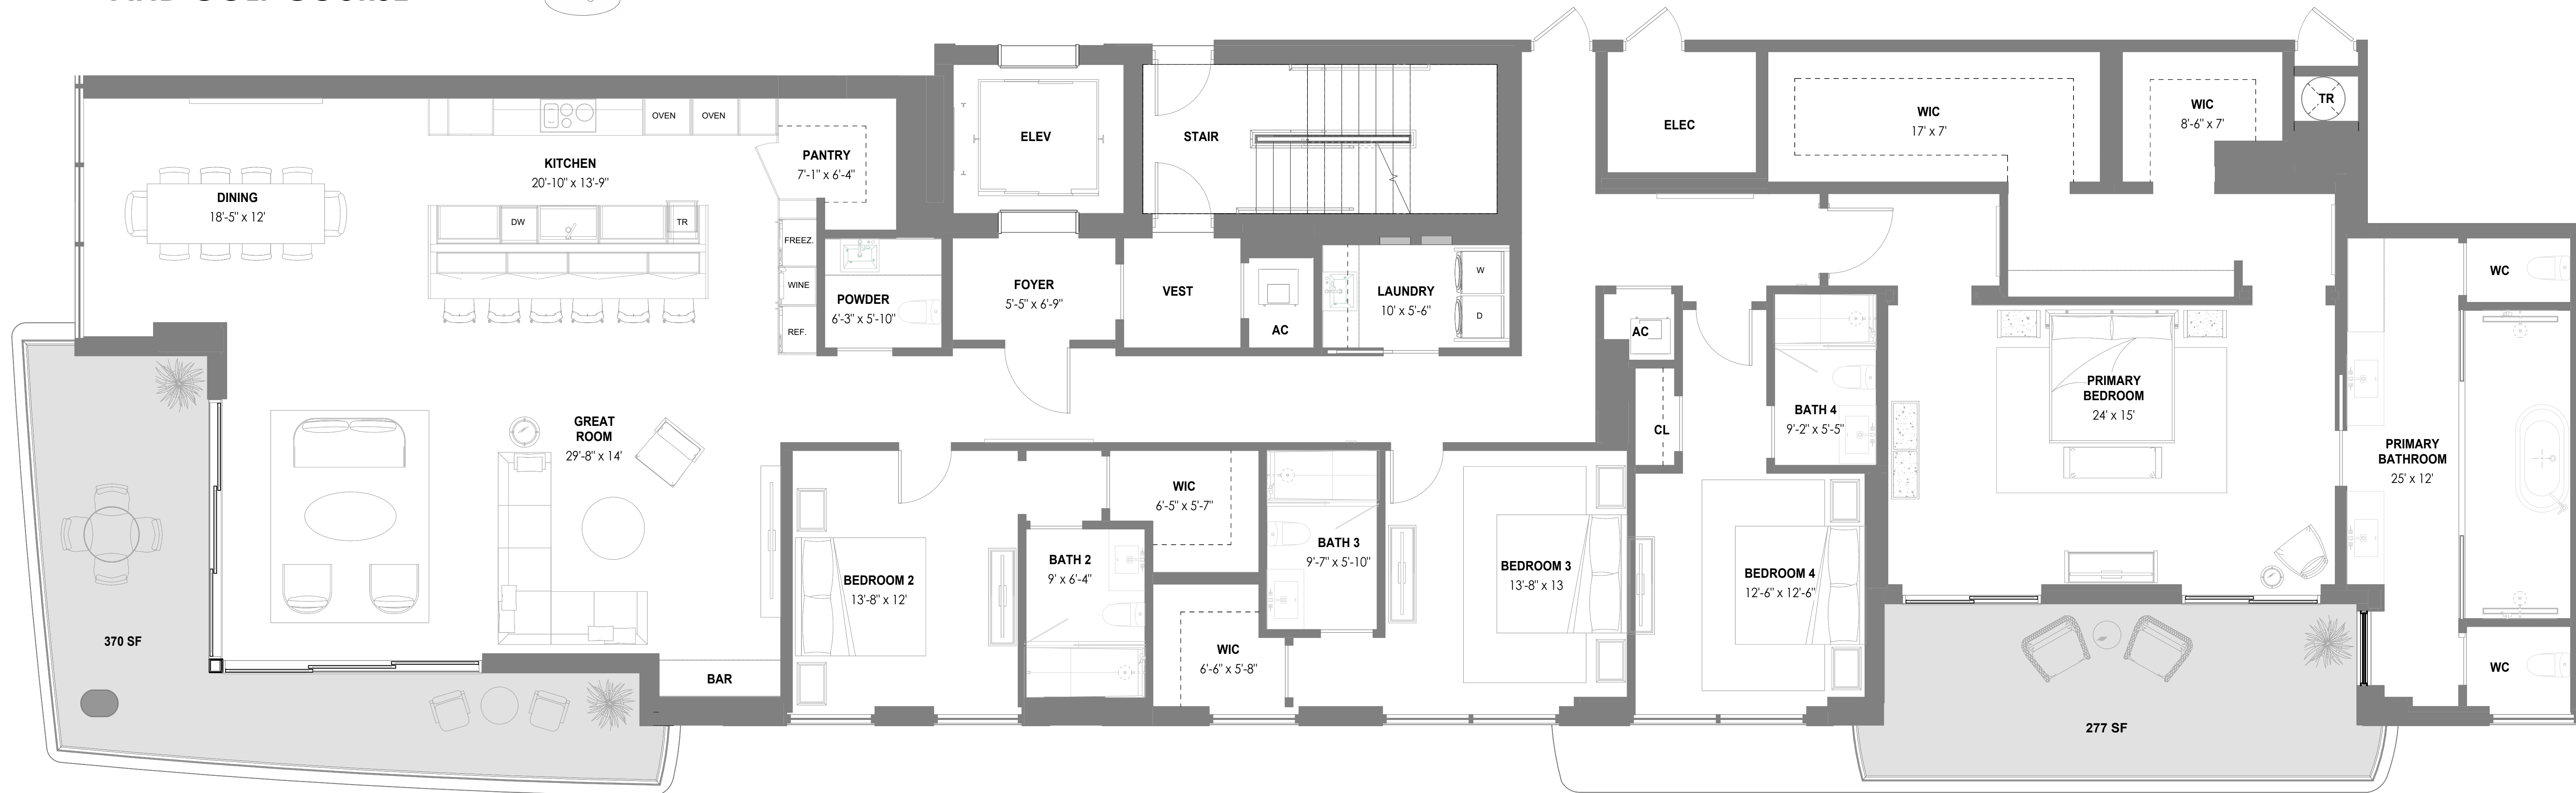 ELEV
STAIR
ELEC
WIC
17' x 7'
WIC
8'-6" x 7'
TR
OVEN
OVEN
KITCHEN
20'-10" x 13'-9"
PANTRY
7'-1" x 6'-4"
DINING
18'-5" x 12'
DW
TR
FREEZ.
WINE
REF.
POWDER
6'-3" x 5'-10"
FOYER
5'-5" x 6'-9"
VEST
AC
LAUNDRY
10' x 5'-6"
W
D
AC
CL
BATH 4
9'-2" x 5'-5"
PRIMARY
BEDROOM
24' x 15'
PRIMARY
BATHROOM
25' x 12'
WC
WC
GREAT
ROOM
29'-8" x 14'
WIC
6'-5" x 5'-7"
BATH 2
9' x 6'-4"
BATH 3
9'-7" x 5'-10"
BEDROOM 2
13'-8" x 12'
BEDROOM 3
13'-8" x 13
BEDROOM 4
12'-6" x 12'-6"
WIC
6'-6" x 5'-8"
BAR
370 SF
277 SF